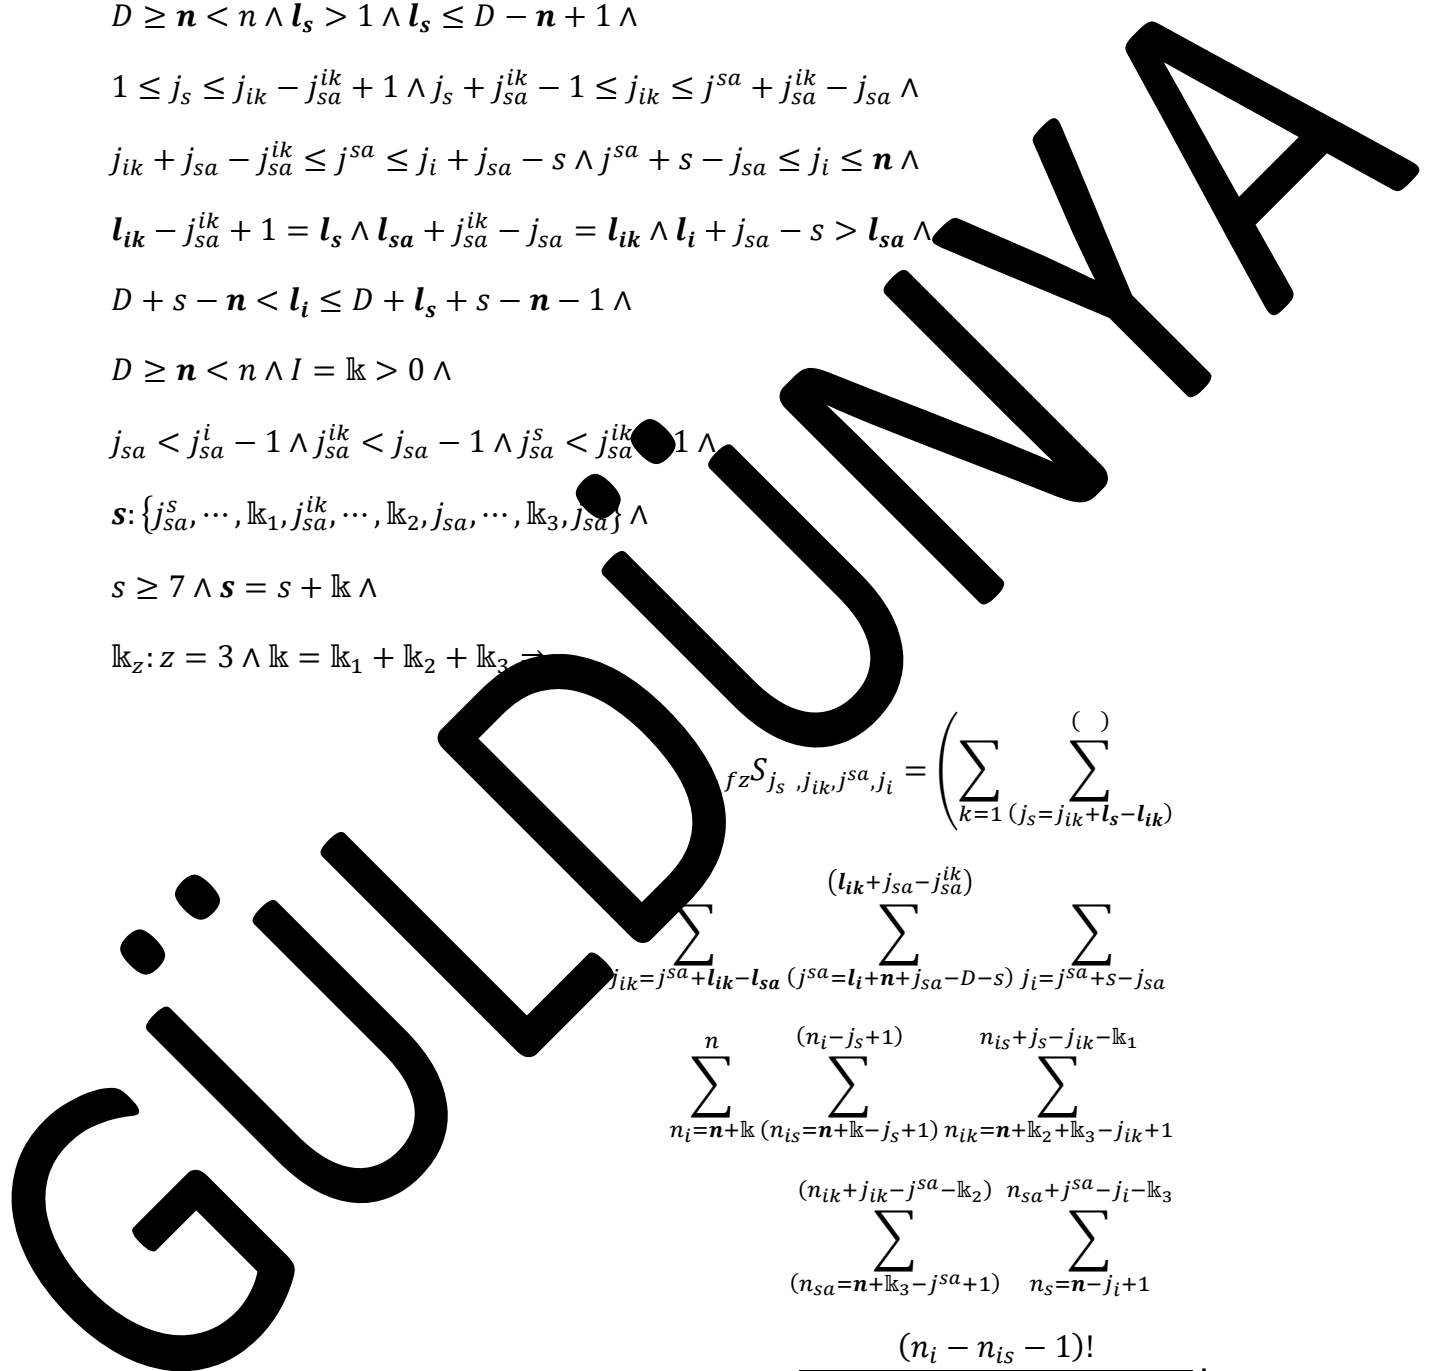 D ≥ 𝒏 < n ∧ 𝒍_𝒔 > 1 ∧ 𝒍_𝒔 ≤ D − 𝒏 + 1 ∧
1 ≤ j_s ≤ j_{ik} − j_{sa}^{ik} + 1 ∧ j_s + j_{sa}^{ik} − 1 ≤ j_{ik} ≤ j^{sa} + j_{sa}^{ik} − j_{sa} ∧
j_{ik} + j_{sa} − j_{sa}^{ik} ≤ j^{sa} ≤ j_i + j_{sa} − s ∧ j^{sa} + s − j_{sa} ≤ j_i ≤ 𝒏 ∧
𝒍_{𝒊𝒌} − j_{sa}^{ik} + 1 = 𝒍_𝒔 ∧ 𝒍_{𝒔𝒂} + j_{sa}^{ik} − j_{sa} = 𝒍_{𝒊𝒌} ∧ 𝒍_𝒊 + j_{sa} − s > 𝒍_{𝒔𝒂} ∧
D + s − 𝒏 < 𝒍_𝒊 ≤ D + 𝒍_𝒔 + s − 𝒏 − 1 ∧
D ≥ 𝒏 < n ∧ I = 𝕜 > 0 ∧
j_{sa} < j_{sa}^i − 1 ∧ j_{sa}^{ik} < j_{sa} − 1 ∧ j_{sa}^s < j_{sa}^{ik} 1 ∧
𝒔: {j_{sa}^s, ⋯ , 𝕜_1, j_{sa}^{ik}, ⋯ , 𝕜_2, j_{sa}, ⋯ , 𝕜_3, j_{sa}} ∧
s ≥ 7 ∧ 𝒔 = s + 𝕜 ∧
𝕜_z: z = 3 ∧ 𝕜 = 𝕜_1 + 𝕜_2 + 𝕜_3 ⇒
_{fz}S_{j_s ,j_{ik},j^{sa},j_i} = ( ∑_{k=1} ∑_{(j_s=j_{ik}+𝒍_𝒔−𝒍_{𝒊𝒌})}^{( )}
∑_{j_{ik}=j^{sa}+𝒍_{𝒊𝒌}−𝒍_{𝒔𝒂}} ∑_{(j^{sa}=𝒍_𝒊+𝒏+j_{sa}−D−s)}^{(𝒍_{𝒊𝒌}+j_{sa}−j_{sa}^{ik})} ∑_{j_i=j^{sa}+s−j_{sa}}
∑_{n_i=𝒏+𝕜}^{n} ∑_{(n_{is}=𝒏+𝕜−j_s+1)}^{(n_i−j_s+1)} ∑_{n_{ik}=𝒏+𝕜_2+𝕜_3−j_{ik}+1}^{n_{is}+j_s−j_{ik}−𝕜_1}
∑_{(n_{sa}=𝒏+𝕜_3−j^{sa}+1)}^{(n_{ik}+j_{ik}−j^{sa}−𝕜_2)} ∑_{n_s=𝒏−j_i+1}^{n_{sa}+j^{sa}−j_i−𝕜_3}
(n_i − n_{is} − 1)! .
GÜLDÜNYA